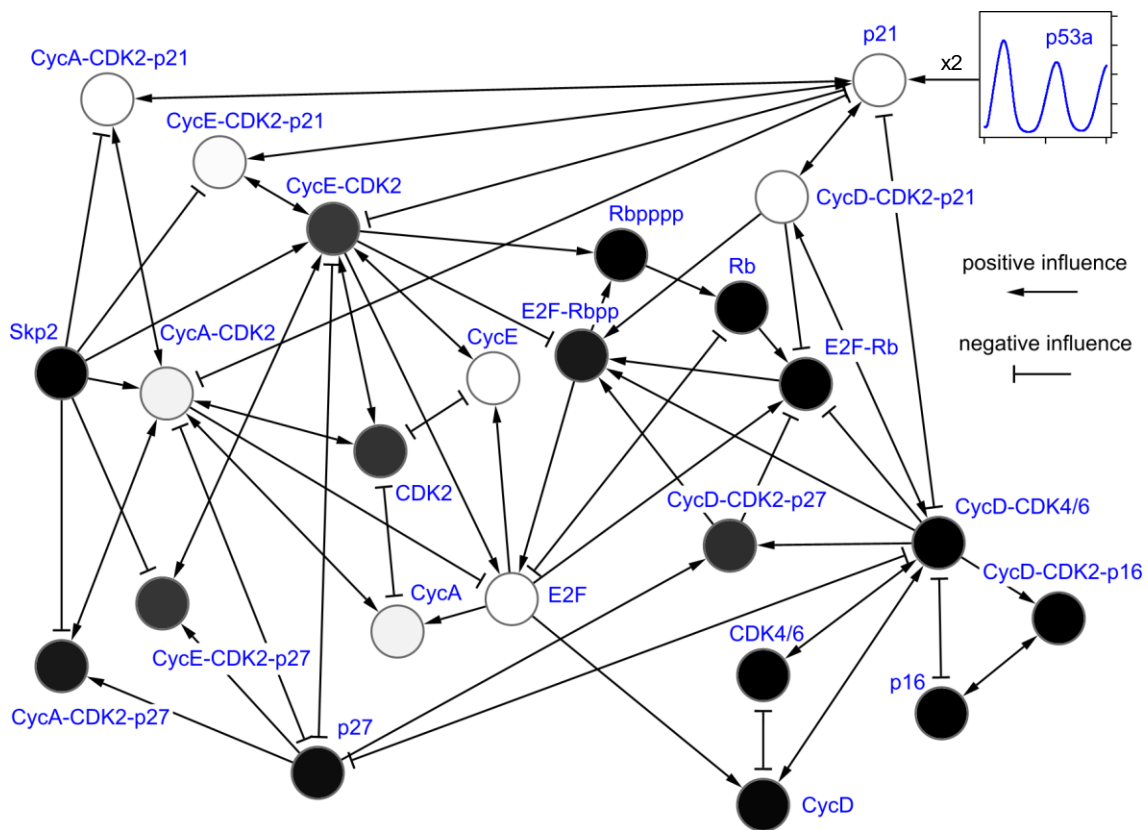 p21
x2
p53a
CycA-CDK2-p21
CycE-CDK2-p21
CycE-CDK2
CycD-CDK2-p21
Rbpppp
Rb
positive influence
E2F-Rbpp
Skp2
CycA-CDK2
CycE
E2F-Rb
negative influence
CDK2
CycD-CDK2-p27
CycD-CDK4/6
CycD-CDK2-p16
CycA
E2F
CDK4/6
CycE-CDK2-p27
p16
CycA-CDK2-p27
p27
CycD